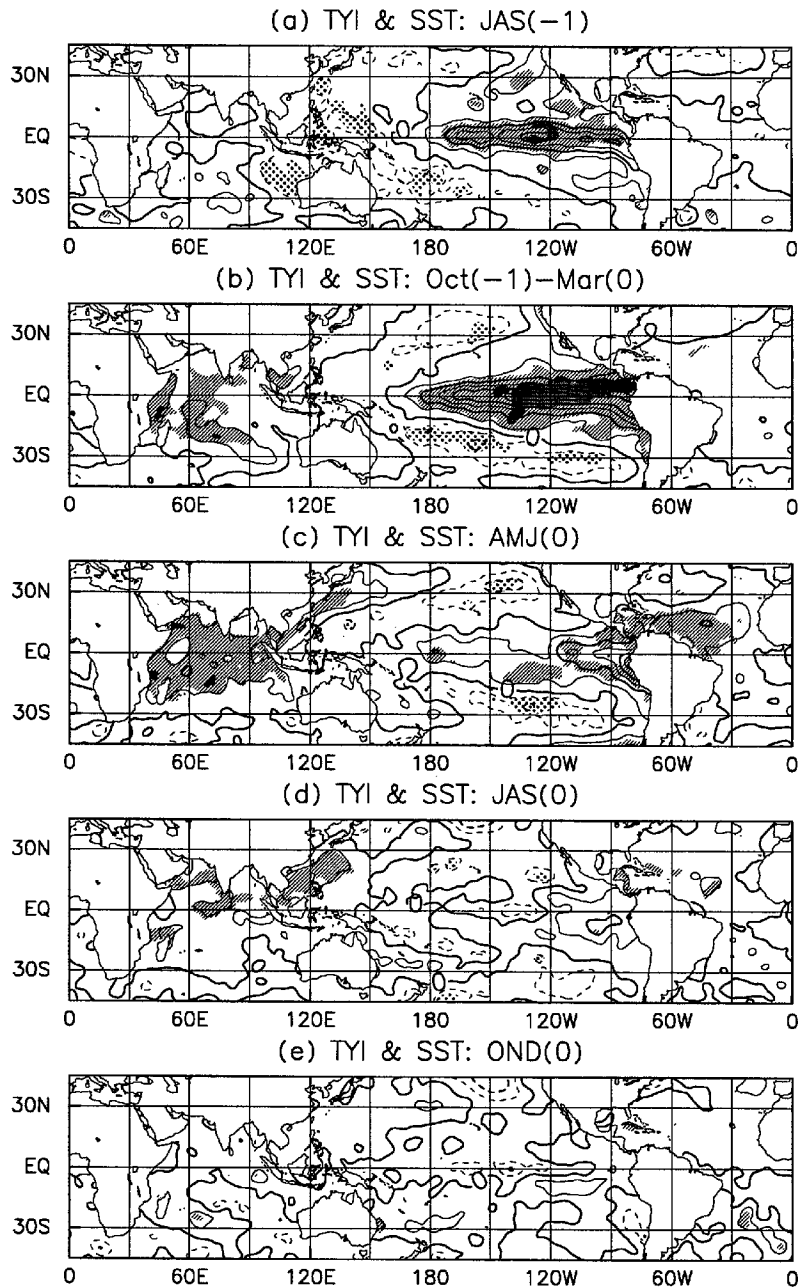 (a) TYI & SST: JAS(−1)
30N
EQ
30S
0 60E 120E 180 120W 60W 0
(b) TYI & SST: Oct(−1)−Mar(0)
30N
EQ
30S
0 60E 120E 180 120W 60W 0
(c) TYI & SST: AMJ(0)
30N
EQ
30S
0 60E 120E 180 120W 60W 0
(d) TYI & SST: JAS(0)
30N
EQ
30S
0 60E 120E 180 120W 60W 0
(e) TYI & SST: OND(0)
30N
EQ
30S
0 60E 120E 180 120W 60W 0